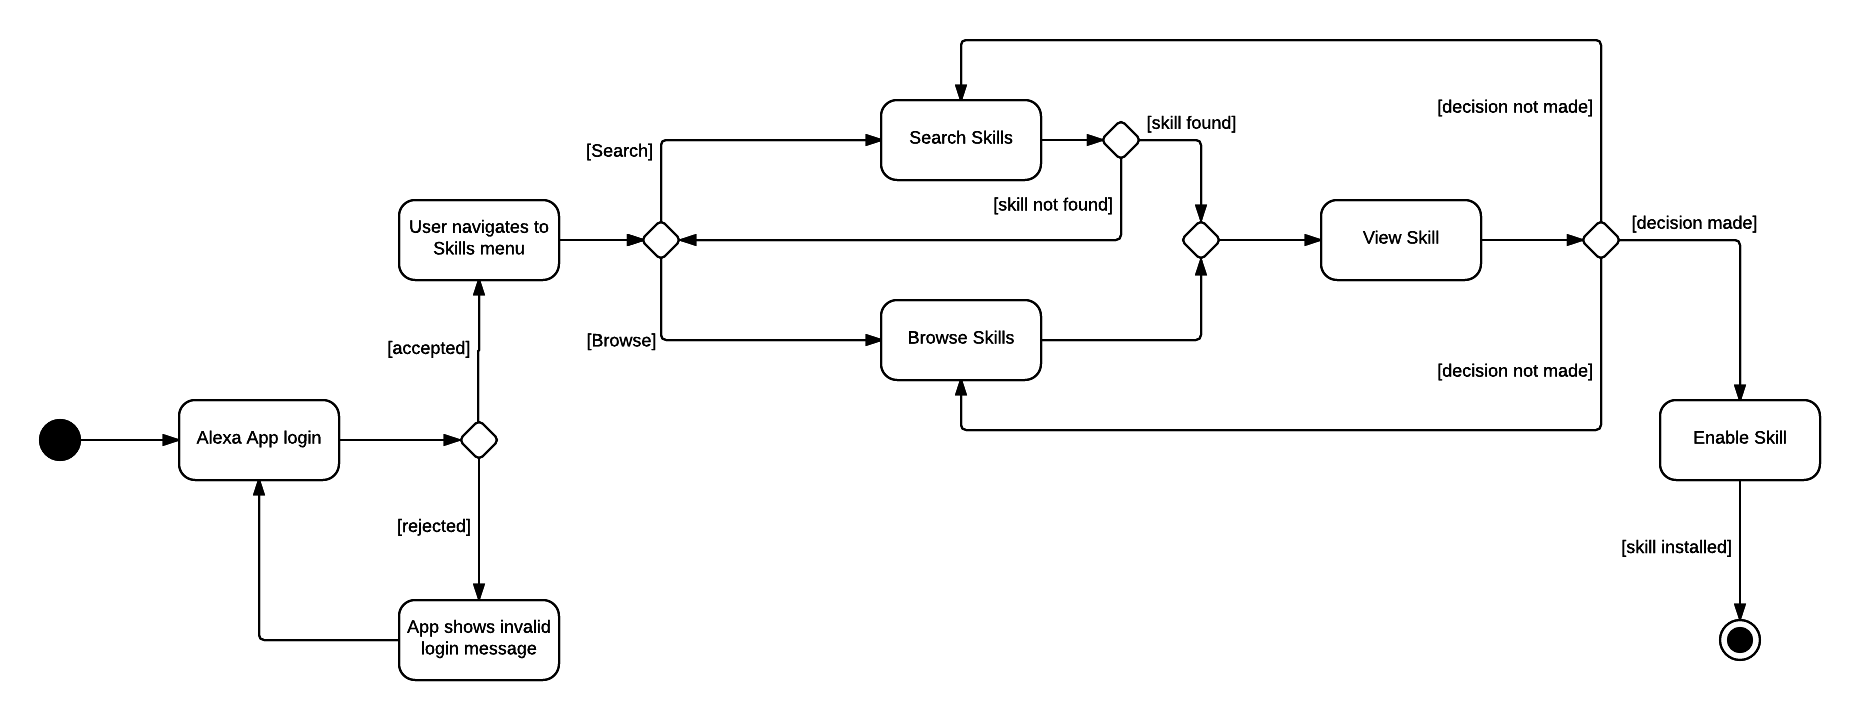 [decision not made]
[skill found]
Search Skills
[Search]
[skill not found]
User navigates to
Skills menu
View Skill
[decision made]
[Browse]
Browse Skills
[accepted]
[decision not made]
Alexa App login
Enable Skill
[rejected]
[skill installed]
App shows invalid
login message